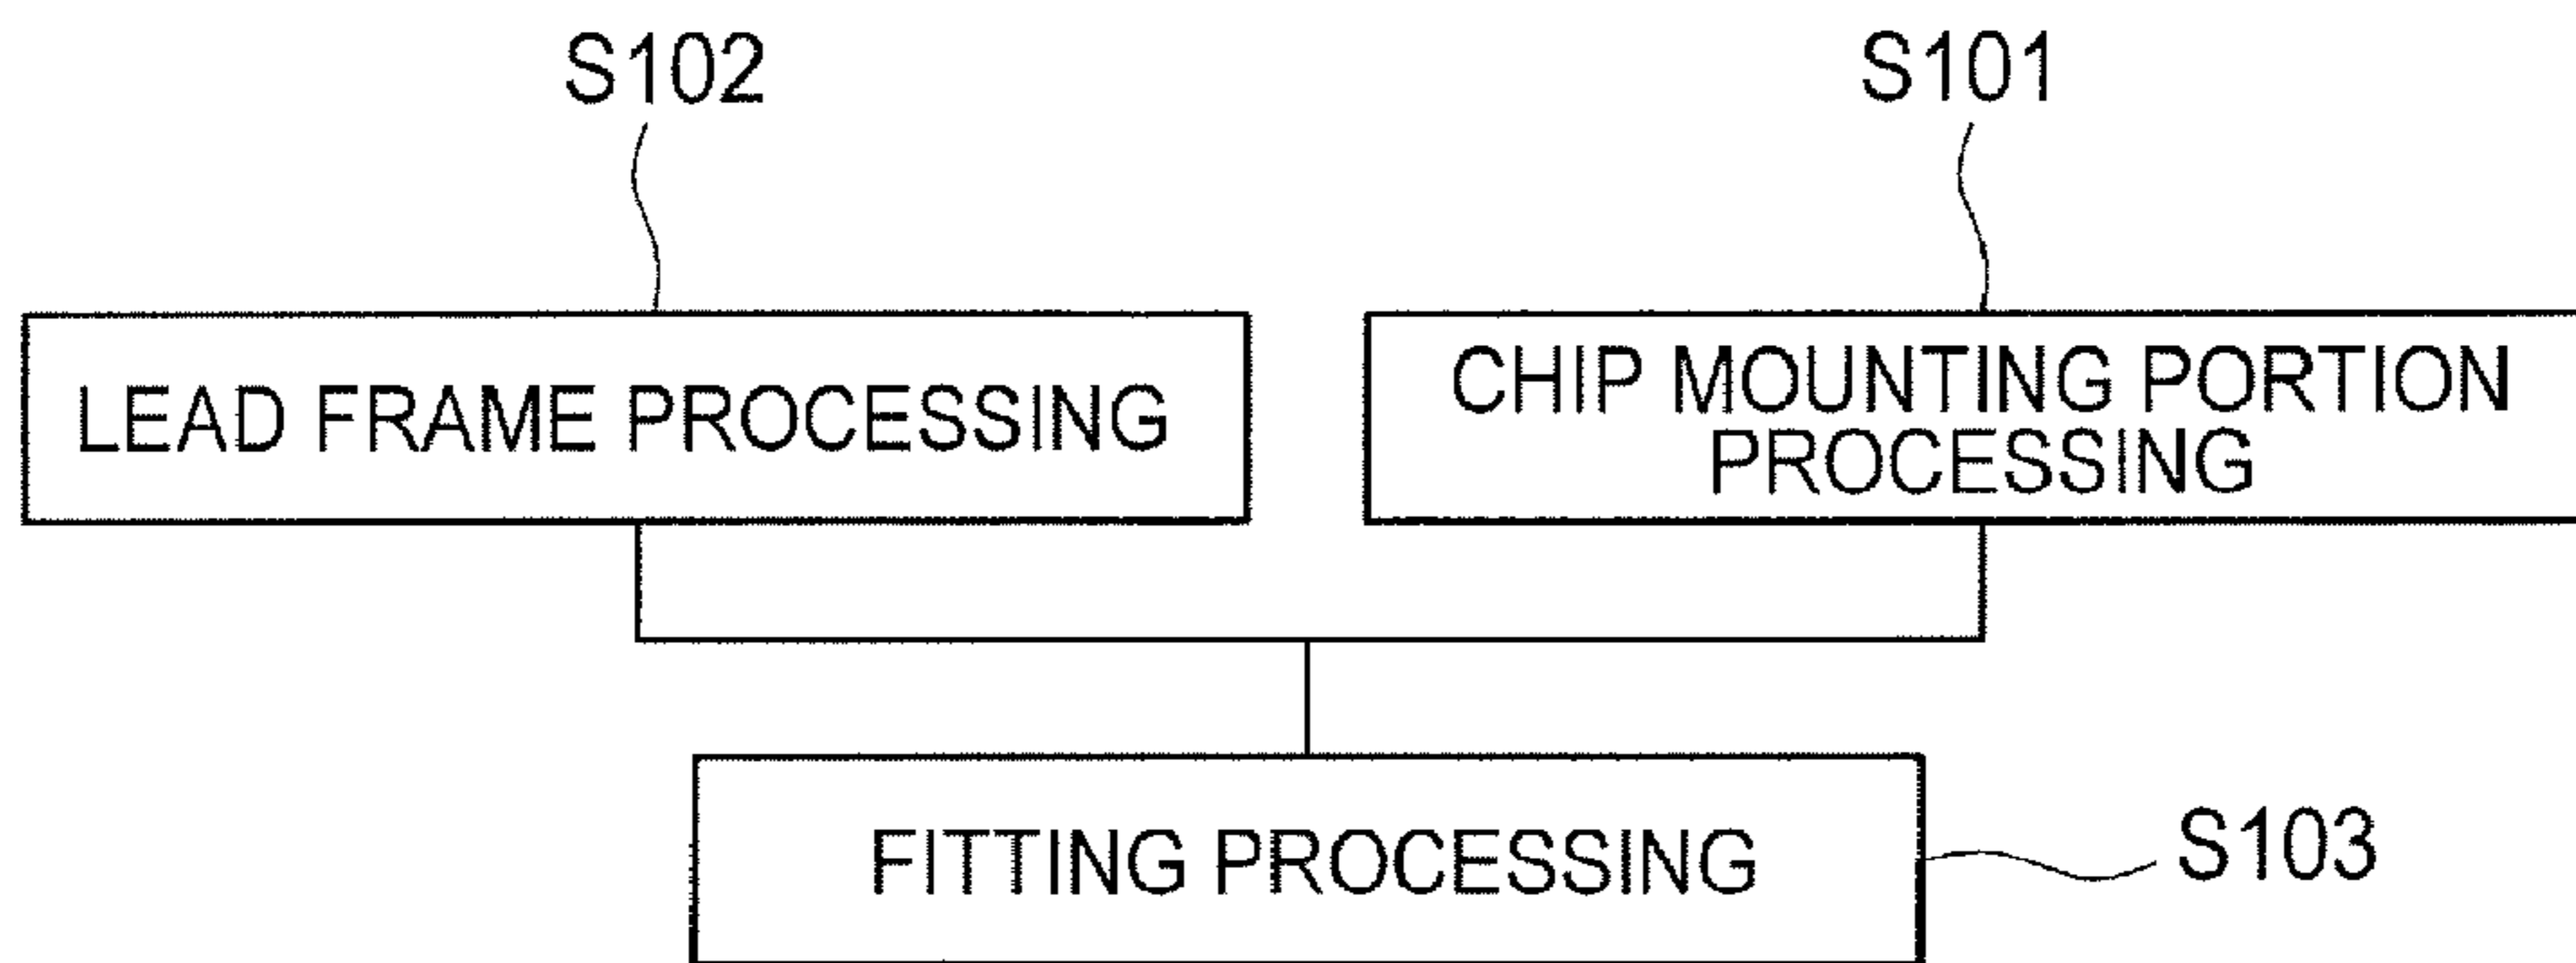 S102
S101
LEAD FRAME PROCESSING
CHIP MOUNTING PORTION
PROCESSING
FITTING PROCESSING
S103